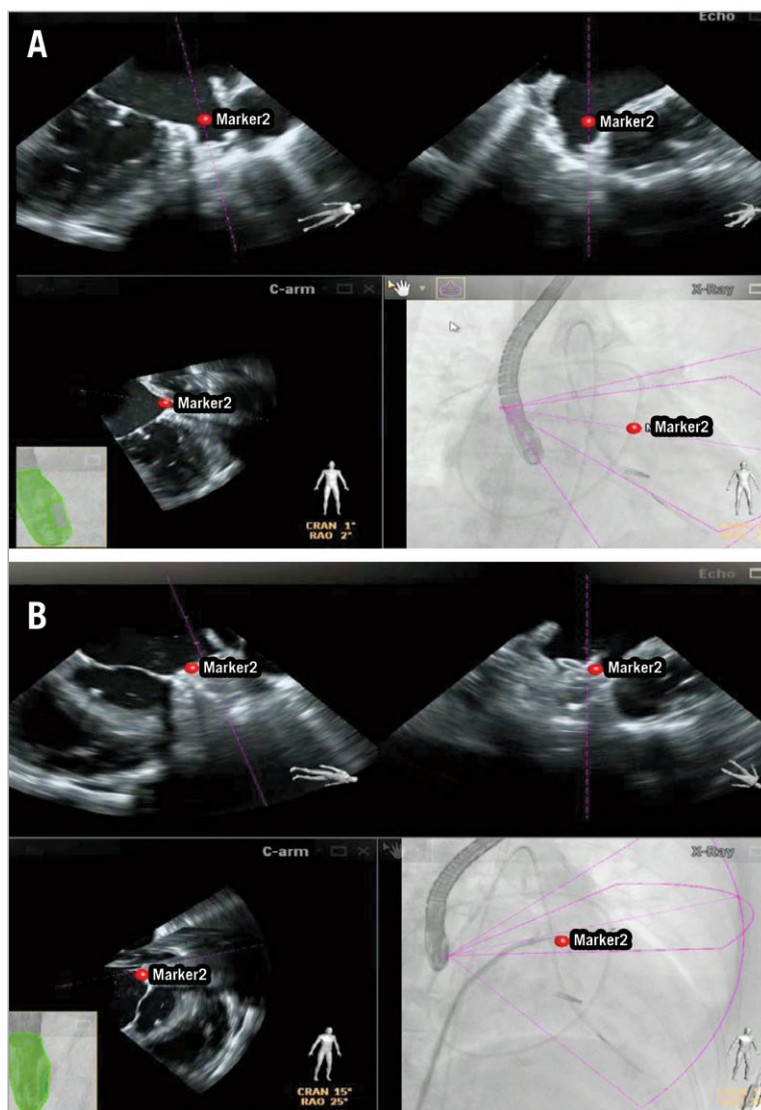 Echo
A
Marker2
Marker2
C-arm
X-Ray
Marker2
Marker2
CRAN 1°
RAO 2°
Echo
B
Marker2
Marker2
C-arm
X-Ray
Marker2
Marker2
CRAN 15°
RAO 25°